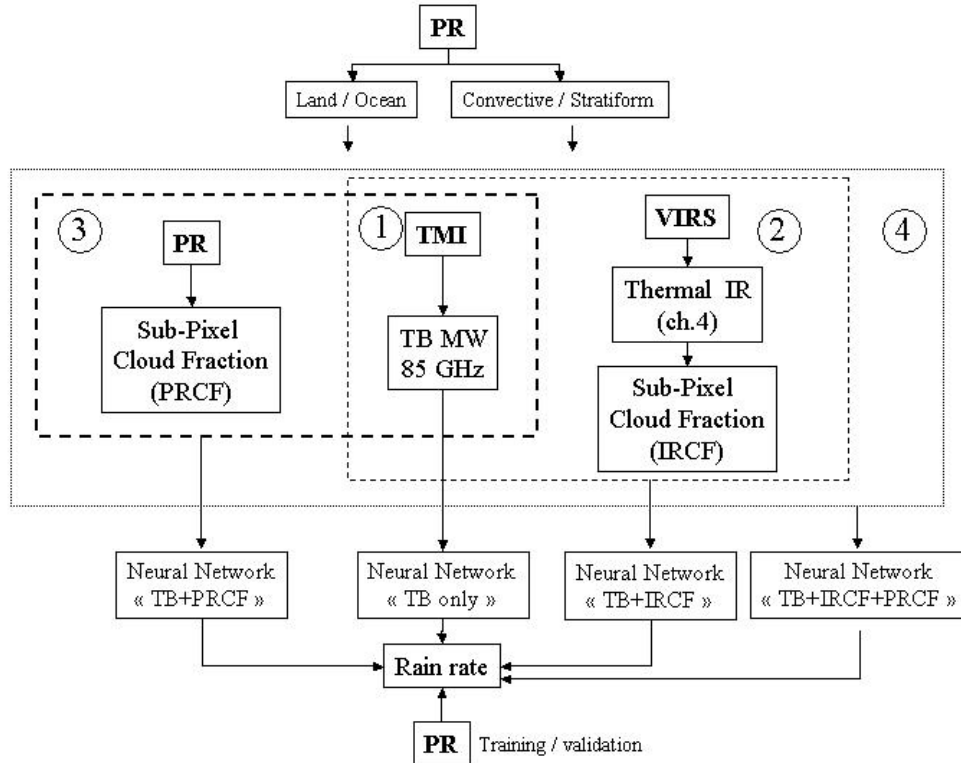 PR
Land / Ocean
Convective / Stratiform
3
1
2
4
PR
TMI
VIRS
Sub-Pixel
Cloud Fraction
(PRCF)
TB MW
85 GHz
Thermal IR
(ch.4)
Sub-Pixel
Cloud Fraction
(IRCF)
Neural Network
« TB+PRCF »
Neural Network
« TB only »
Neural Network
« TB+IRCF »
Neural Network
« TB+IRCF+PRCF »
Rain rate
PR
Training / validation